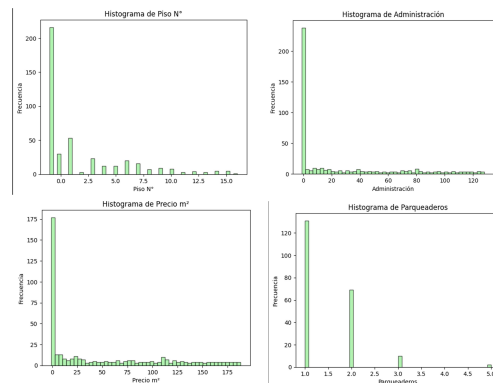 Histograma de Piso N°
Frecuencia
200
150
100
50
0
0.0 2.5 5.0 7.5 10.0 12.5 15.0
Piso N°
Histograma de Administración
Frecuencia
200
150
100
50
0
0 20 40 60 80 100 120
Administración
Histograma de Precio m²
Frecuencia
175
150
125
100
75
50
25
0
0 25 50 75 100 125 150 175
Precio m²
Histograma de Parqueaderos
Frecuencia
120
100
80
60
40
20
0
1.0 1.5 2.0 2.5 3.0 3.5 4.0 4.5 5.0
Parqueaderos